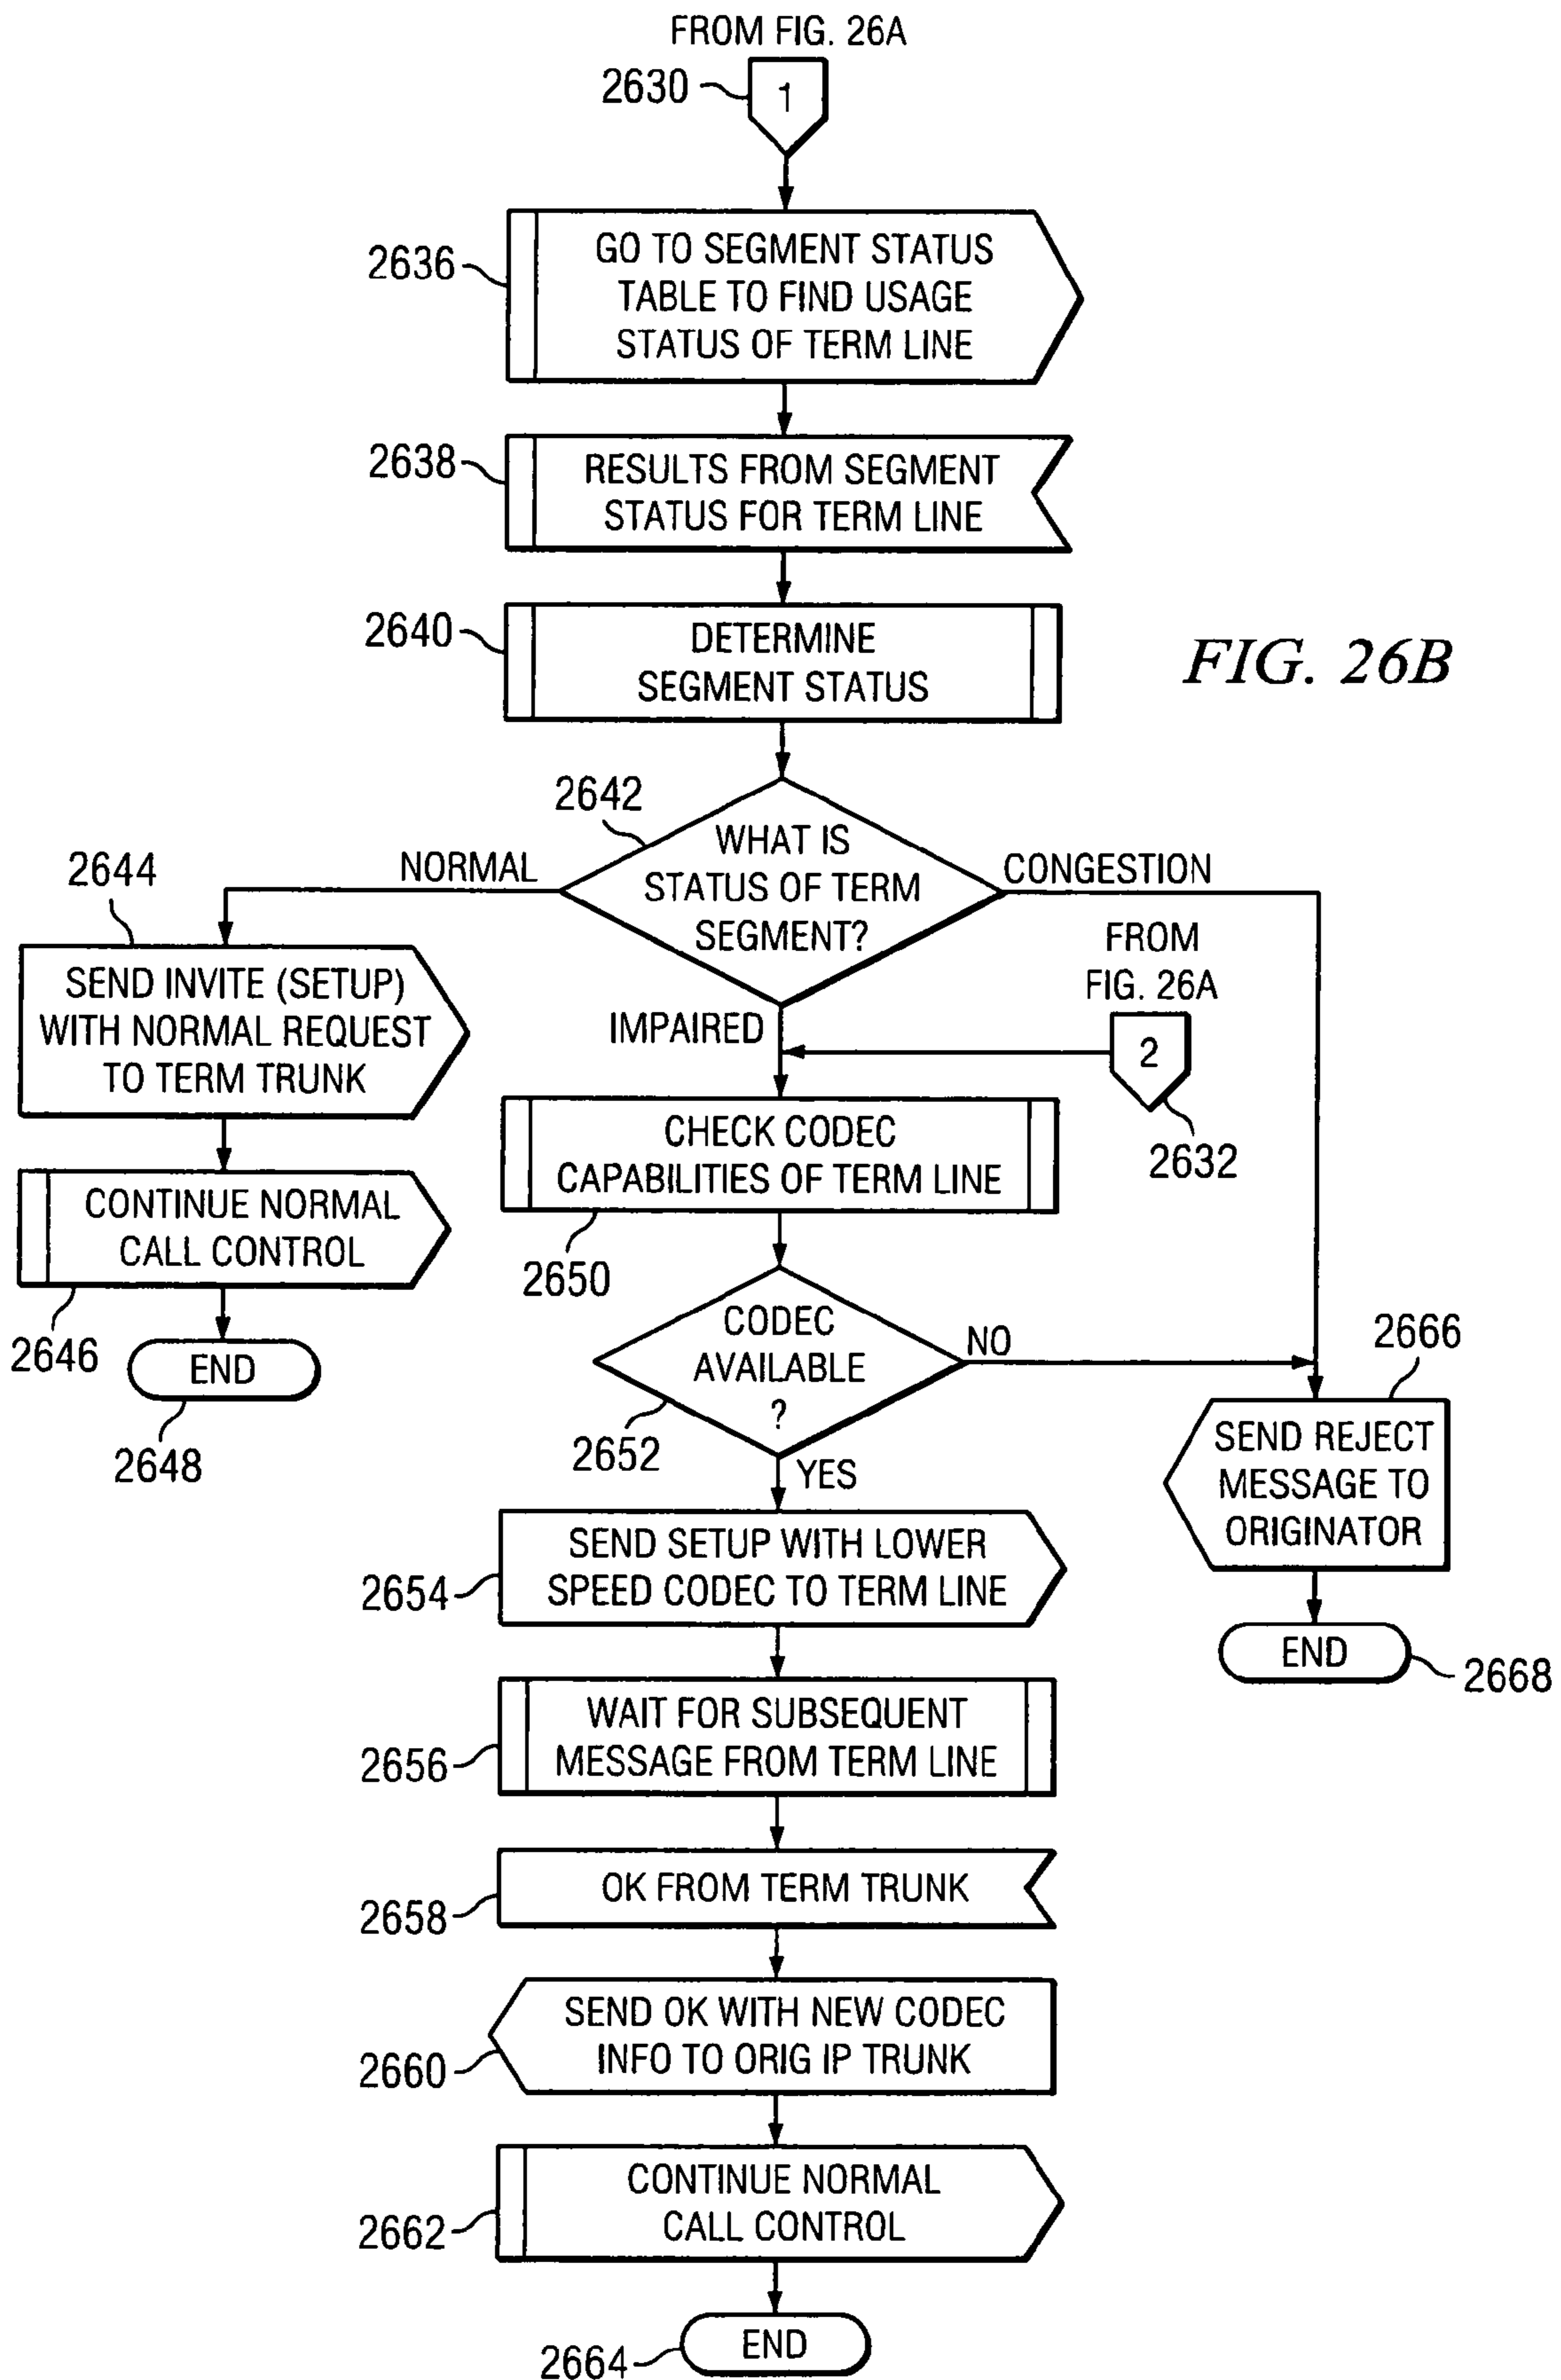 FROM FIG. 26A
2630
1
2636
GO TO SEGMENT STATUS
TABLE TO FIND USAGE
STATUS OF TERM LINE
2638
RESULTS FROM SEGMENT
STATUS FOR TERM LINE
2640
DETERMINE
SEGMENT STATUS
FIG. 26B
2642
WHAT IS
STATUS OF TERM
SEGMENT?
NORMAL
CONGESTION
2644
SEND INVITE (SETUP)
WITH NORMAL REQUEST
TO TERM TRUNK
CONTINUE NORMAL
CALL CONTROL
2646
END
2648
IMPAIRED
FROM
FIG. 26A
2
2632
CHECK CODEC
CAPABILITIES OF TERM LINE
2650
CODEC
AVAILABLE
?
2652
NO
YES
2666
SEND REJECT
MESSAGE TO
ORIGINATOR
END
2668
SEND SETUP WITH LOWER
SPEED CODEC TO TERM LINE
2654
WAIT FOR SUBSEQUENT
MESSAGE FROM TERM LINE
2656
OK FROM TERM TRUNK
2658
SEND OK WITH NEW CODEC
INFO TO ORIG IP TRUNK
2660
CONTINUE NORMAL
CALL CONTROL
2662
END
2664